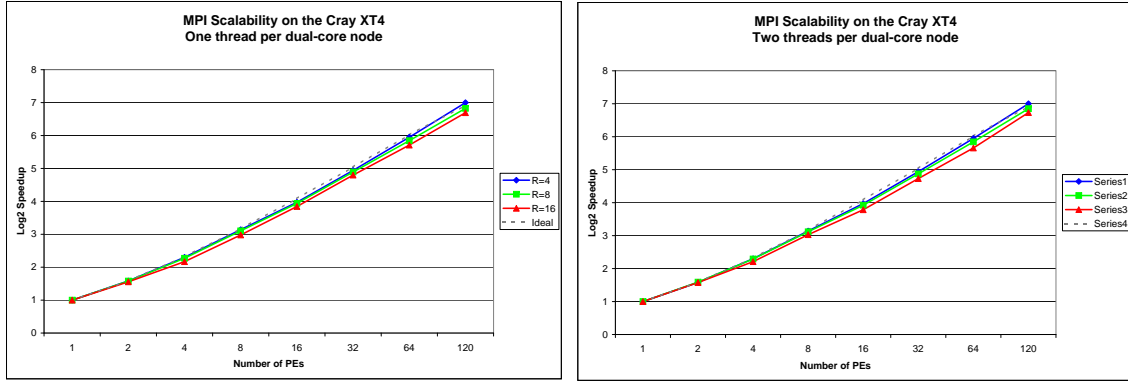 MPI Scalability on the Cray XT4
One thread per dual-core node
8
7
6
5
4
3
2
1
0
Log2 Speedup
1 2 4 8 16 32 64 120
Number of PEs
R=4
R=8
R=16
Ideal
MPI Scalability on the Cray XT4
Two threads per dual-core node
8
7
6
5
4
3
2
1
0
Log2 Speedup
1 2 4 8 16 32 64 120
Number of PEs
Series1
Series2
Series3
Series4